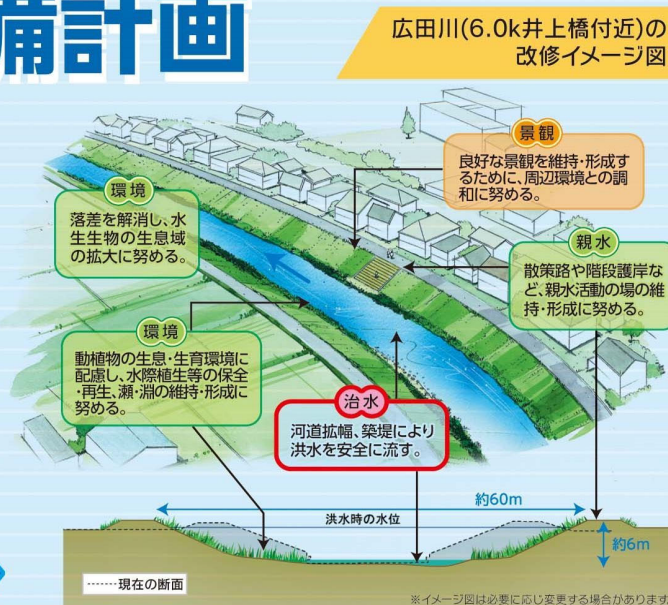 備計画
広田川(6.0k井上橋付近)の
改修イメージ図
景観
良好な景観を維持・形成す
るために、周辺環境との調
和に努める。
環境
落差を解消し、水
生生物の生息域
の拡大に努める。
親水
散策路や階段護岸な
ど、親水活動の場の維
持・形成に努める。
環境
動植物の生息・生育環境に
配慮し、水際植生等の保全
・再生、瀬・淵の維持・形成に
努める。
治水
河道拡幅、築堤により
洪水を安全に流す。
約60m
洪水時の水位
約6m
現在の断面
※イメージ図は必要に応じ変更する場合があります